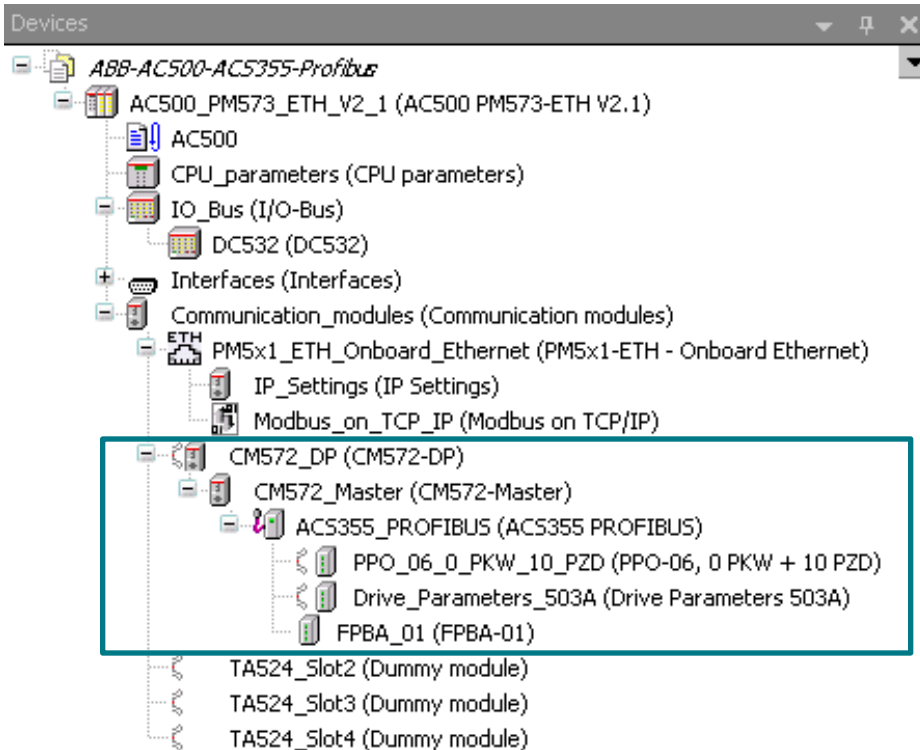 Devices
ABB-AC500-ACS355-Profibus
AC500_PM573_ETH_V2_1 (AC500 PM573-ETH V2.1)
AC500
CPU_parameters (CPU parameters)
IO_Bus (I/O-Bus)
DC532 (DC532)
Interfaces (Interfaces)
Communication_modules (Communication modules)
ETH PM5x1_ETH_Onboard_Ethernet (PM5x1-ETH - Onboard Ethernet)
IP_Settings (IP Settings)
Modbus_on_TCP_IP (Modbus on TCP/IP)
CM572_DP (CM572-DP)
CM572_Master (CM572-Master)
ACS355_PROFIBUS (ACS355 PROFIBUS)
PPO_06_0_PKW_10_PZD (PPO-06, 0 PKW + 10 PZD)
Drive_Parameters_503A (Drive Parameters 503A)
FPBA_01 (FPBA-01)
TA524_Slot2 (Dummy module)
TA524_Slot3 (Dummy module)
TA524_Slot4 (Dummy module)